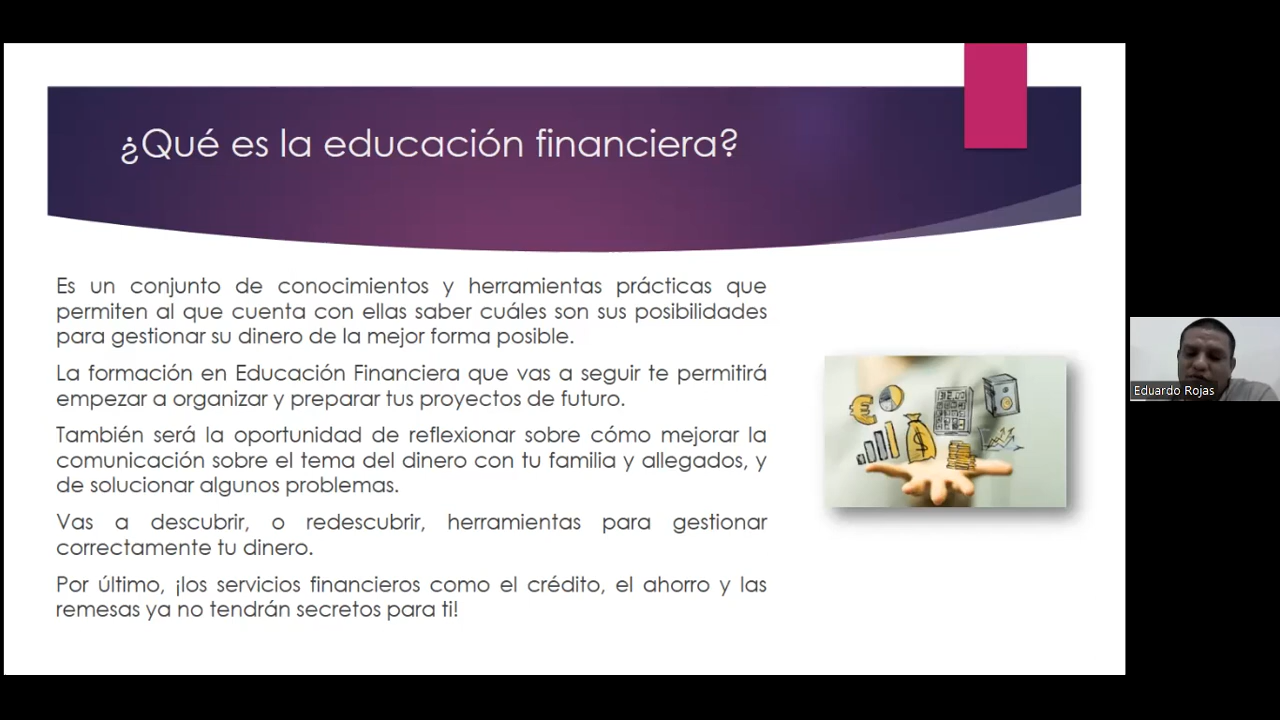 ¿Qué es la educación financiera?
Es un conjunto de conocimientos y herramientas prácticas que
permiten al que cuenta con ellas saber cuáles son sus posibilidades
para gestionar su dinero de la mejor forma posible.
La formación en Educación Financiera que vas a seguir te permitirá
empezar a organizar y preparar tus proyectos de futuro.
También será la oportunidad de reflexionar sobre cómo mejorar la
comunicación sobre el tema del dinero con tu familia y allegados, y
de solucionar algunos problemas.
Vas a descubrir, o redescubrir, herramientas para gestionar
correctamente tu dinero.
Por último, ¡los servicios financieros como el crédito, el ahorro y las
remesas ya no tendrán secretos para ti!
Eduardo Rojas